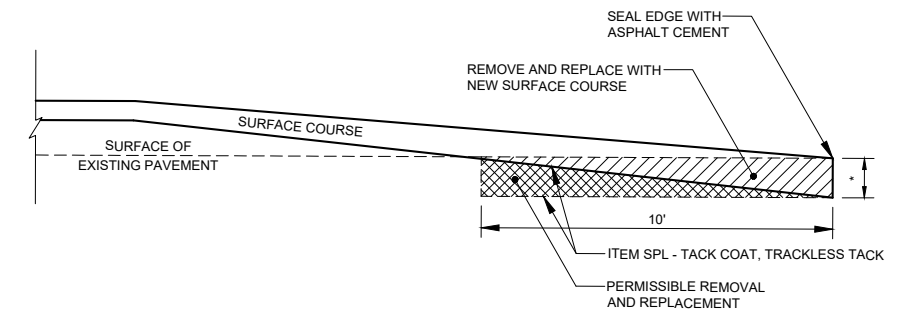 SEAL EDGE WITH
ASPHALT CEMENT
REMOVE AND REPLACE WITH
NEW SURFACE COURSE
SURFACE COURSE
SURFACE OF
EXISTING PAVEMENT
*
10'
ITEM SPL - TACK COAT, TRACKLESS TACK
PERMISSIBLE REMOVAL
AND REPLACEMENT